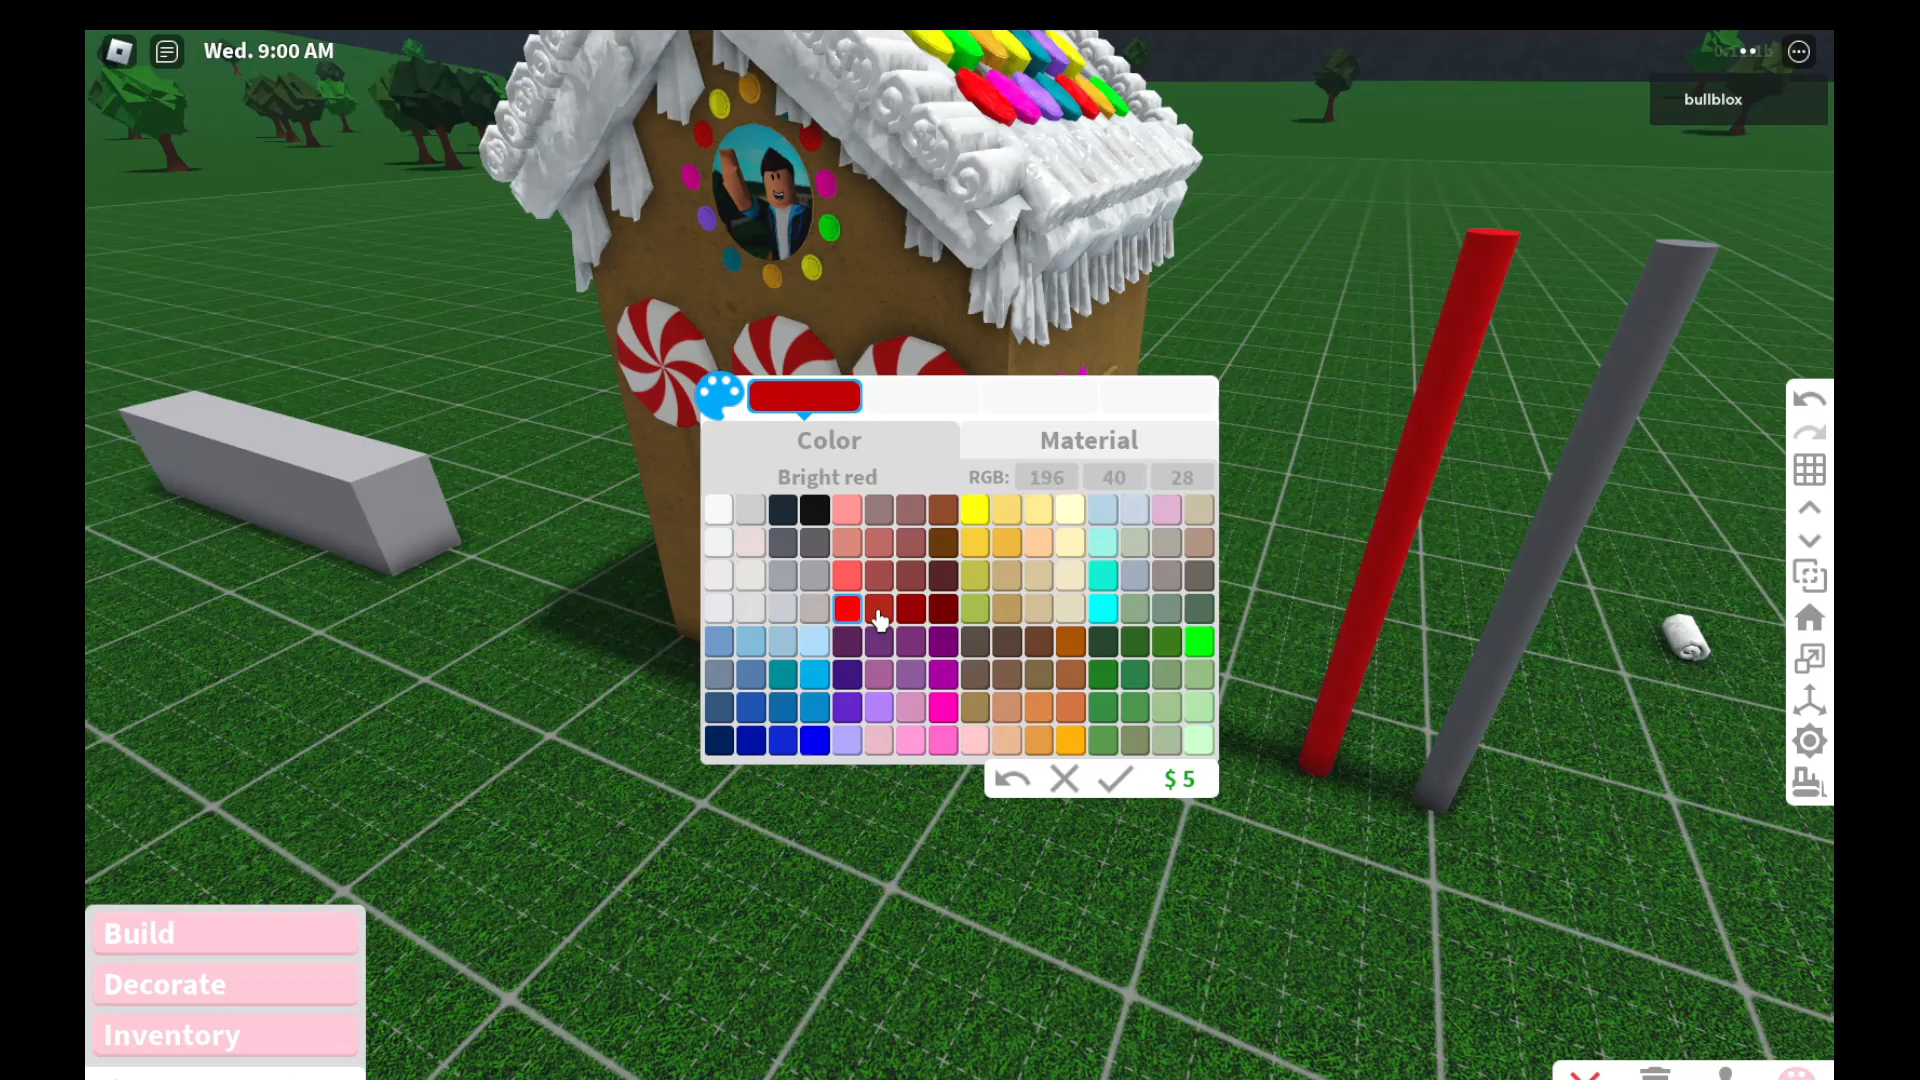 Wed. 9:00 AM
bullblox
Color
Material
Bright red
RGB: 196 40 28
$ 5
Build
Decorate
Inventory